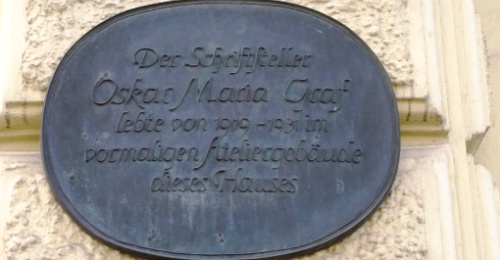 Der Schriftsteller
Oskar Maria Graf
lebte von 1919-1931 im
vormaligen Ateliergebäude
dieses Hauses